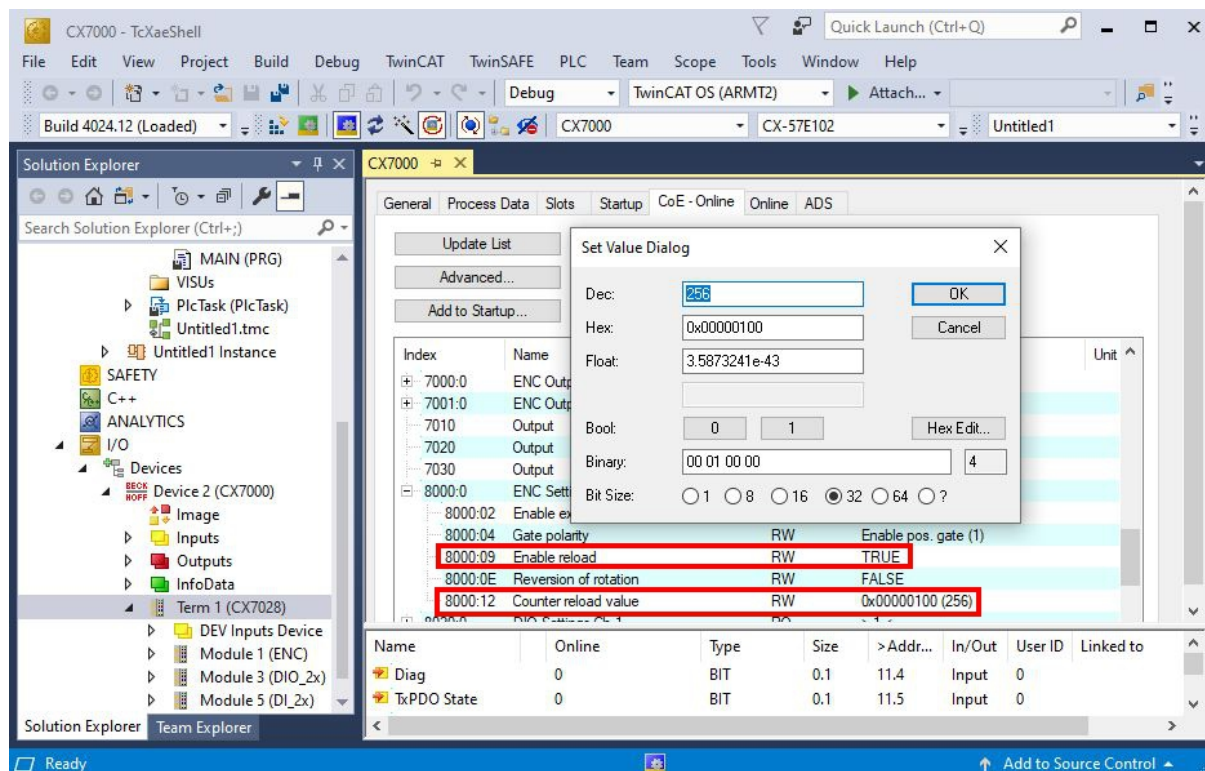 CX7000 - TcXaeShell
Quick Launch (Ctrl+Q)
File Edit View Project Build Debug TwinCAT TwinSAFE PLC Team Scope Tools Window Help
Debug TwinCAT OS (ARMT2) Attach...
Build 4024.12 (Loaded) CX7000 CX-57E102 Untitled1
Solution Explorer
Search Solution Explorer (Ctrl+;)
MAIN (PRG)
VISUs
PlcTask (PlcTask)
Untitled1.tmc
Untitled1 Instance
SAFETY
C++
ANALYTICS
I/O
Devices
BECK
HOFF
Device 2 (CX7000)
Image
Inputs
Outputs
InfoData
Term 1 (CX7028)
DEV Inputs Device
Module 1 (ENC)
Module 3 (DIO_2x)
Module 5 (DI_2x)
Solution Explorer Team Explorer
CX7000
General Process Data Slots Startup CoE - Online Online ADS
Update List
Advanced...
Add to Startup...
Index Name Unit
7000:0 ENC Outp
7001:0 ENC Outp
7010 Output
7020 Output
7030 Output
8000:0 ENC Setti
8000:02 Enable ex
8000:04 Gate polarity RW Enable pos. gate (1)
8000:09 Enable reload RW TRUE
8000:0E Reversion of rotation RW FALSE
8000:12 Counter reload value RW 0x00000100 (256)
Set Value Dialog
Dec: 256 OK
Hex: 0x00000100 Cancel
Float: 3.5873241e-43
Bool: 0 1 Hex Edit...
Binary: 00 01 00 00 4
Bit Size: 1 8 16 32 64 ?
Name Online Type Size >Addr... In/Out User ID Linked to
Diag 0 BIT 0.1 11.4 Input 0
TxPDO State 0 BIT 0.1 11.5 Input 0
Ready Add to Source Control